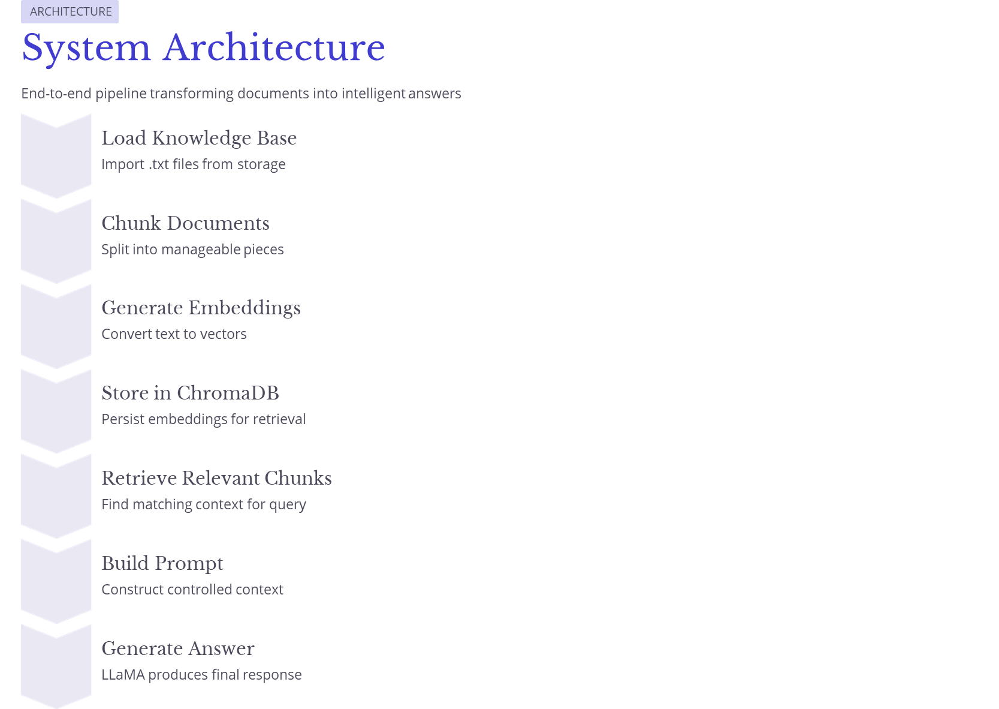 ARCHITECTURE
System Architecture
End-to-end pipeline transforming documents into intelligent answers
Load Knowledge Base
Import .txt files from storage
Chunk Documents
Split into manageable pieces
Generate Embeddings
Convert text to vectors
Store in ChromaDB
Persist embeddings for retrieval
Retrieve Relevant Chunks
Find matching context for query
Build Prompt
Construct controlled context
Generate Answer
LLaMA produces final response